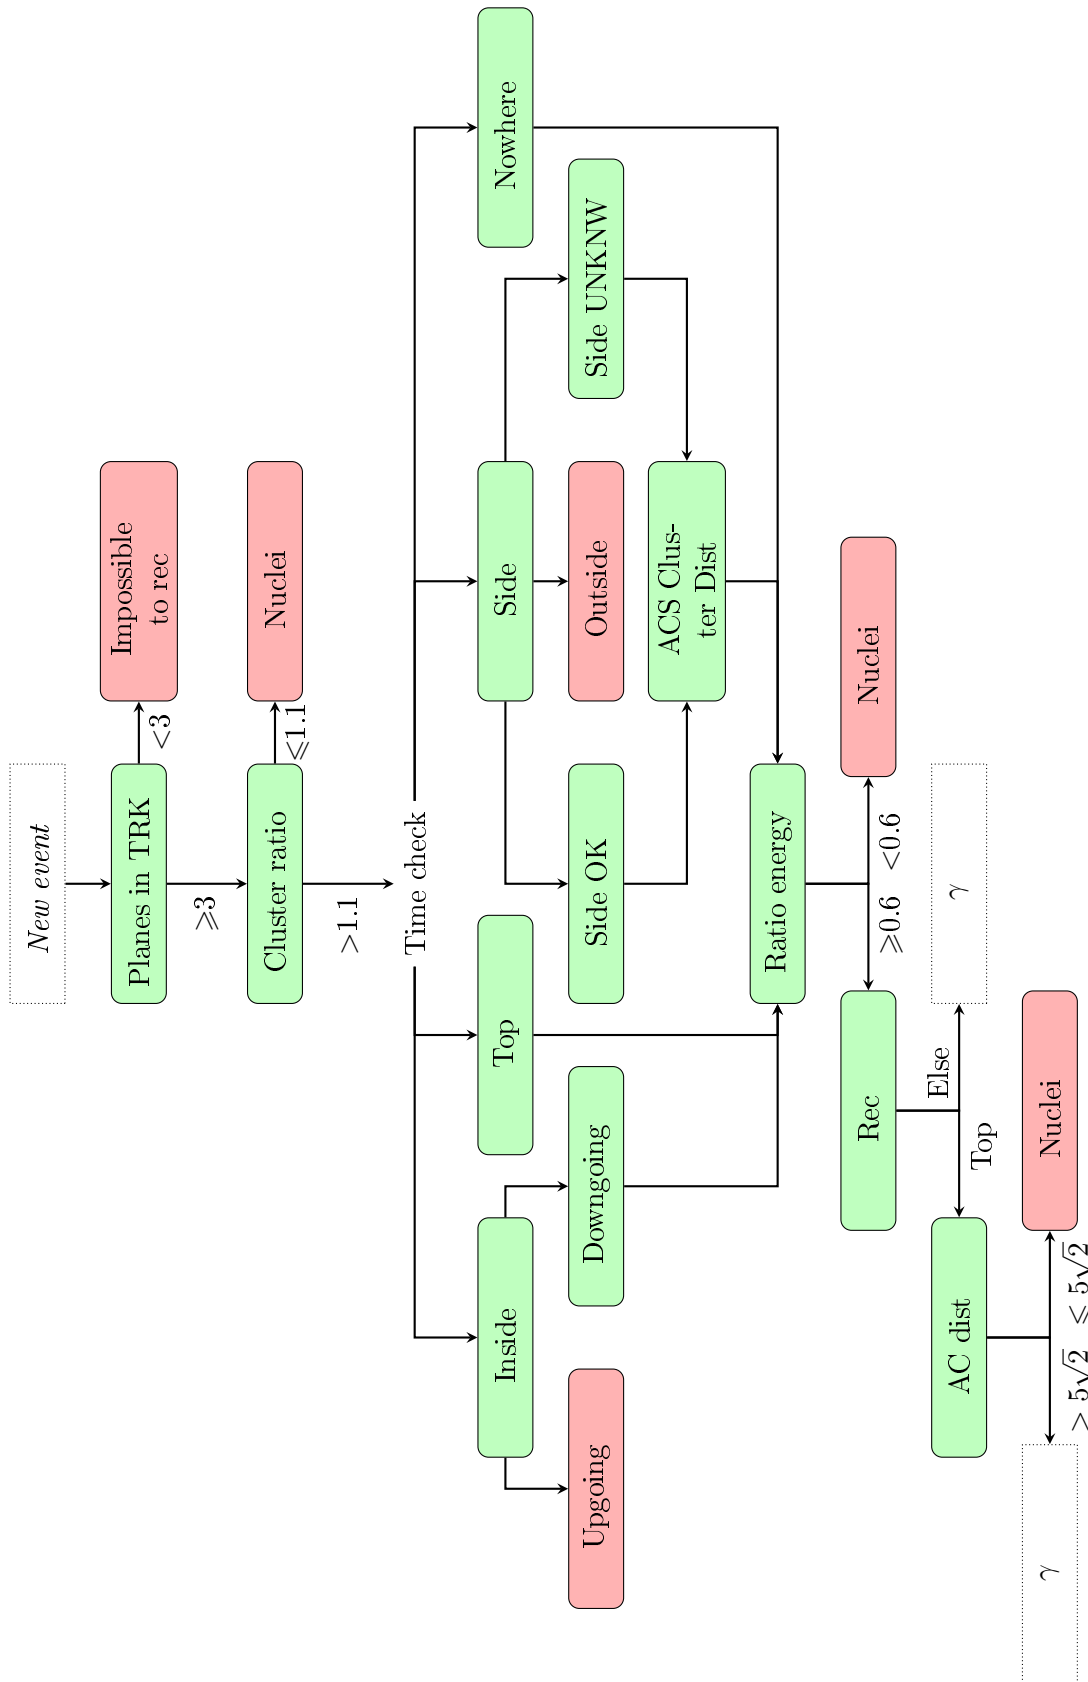 New event
Planes in TRK
Impossible
to rec
<3
⩾3
Cluster ratio
Nuclei
⩽1.1
>1.1
Time check
Inside
Top
Side
Nowhere
Upgoing
Downgoing
Side OK
Outside
Side UNKNW
ACS Clus-
ter Dist
Ratio energy
⩾0.6
<0.6
Rec
Nuclei
Else
Top
AC dist
γ
> 5√2
⩽ 5√2
γ
Nuclei